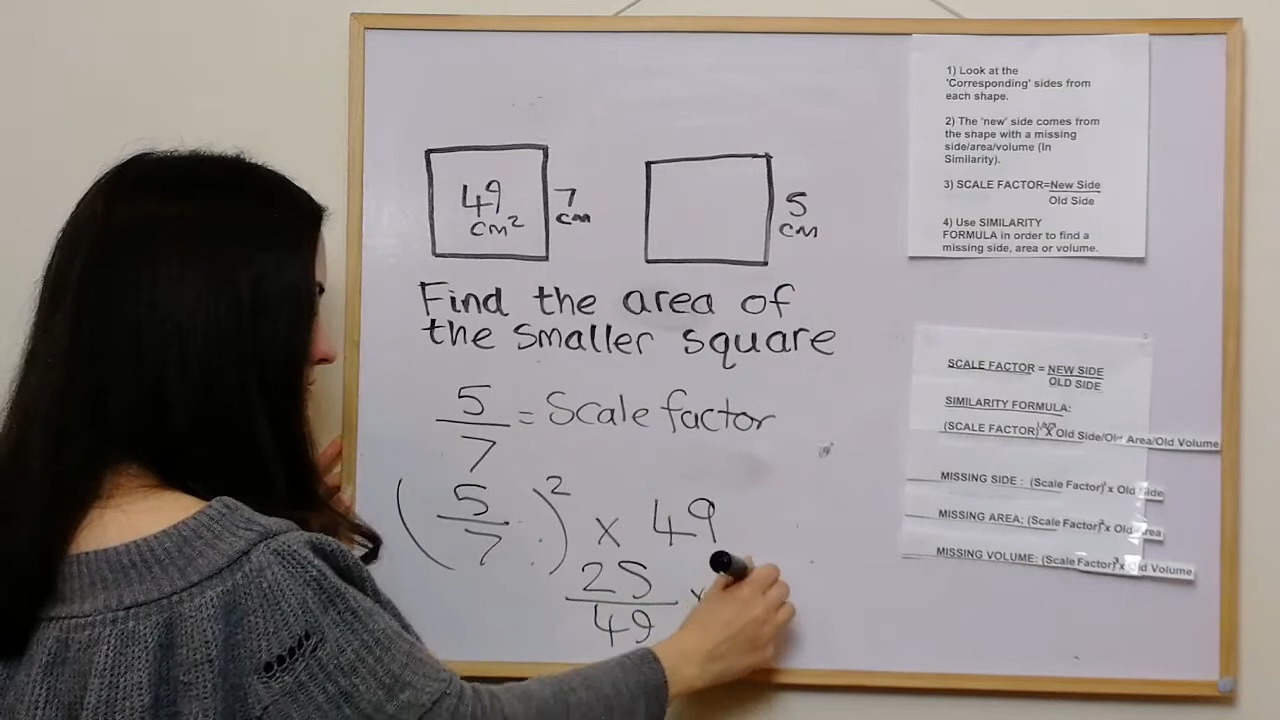 49
cm²
7
cm
5
cm
Find the area of
the smaller square
5
7
= Scale factor
(5/7)² x 49
25
49
x
1) Look at the
'Corresponding' sides from
each shape.
2) The 'new' side comes from
the shape with a missing
side/area/volume (In
Similarity).
3) SCALE FACTOR=New Side
Old Side
4) Use SIMILARITY
FORMULA in order to find a
missing side, area or volume.
SCALE FACTOR = NEW SIDE
OLD SIDE
SIMILARITY FORMULA:
(SCALE FACTOR) X Old Side/Old Area/Old Volume
MISSING SIDE : (Scale Factor) x Old Side
MISSING AREA; (Scale Factor)² x Old Area
MISSING VOLUME: (Scale Factor)³ x Old Volume